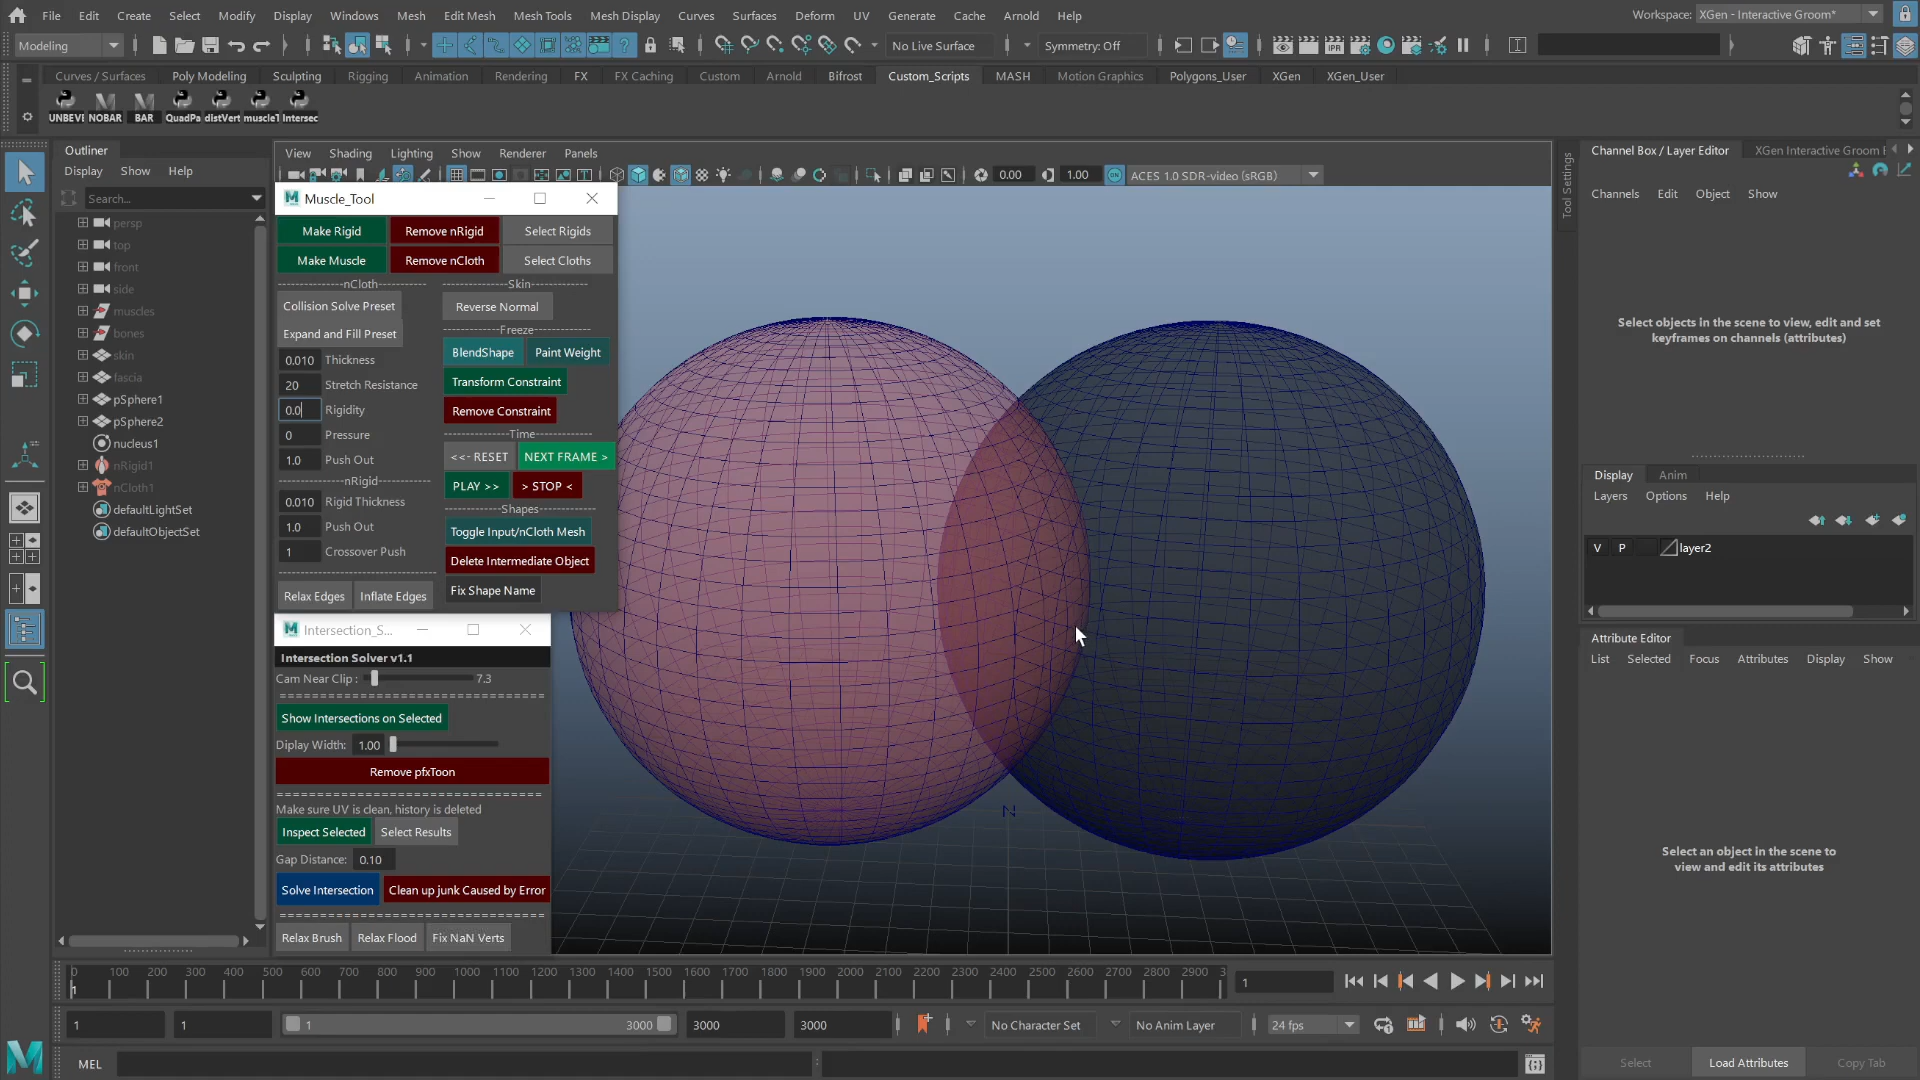 File Edit Create Select Modify Display Windows Mesh Edit Mesh Mesh Tools Mesh Display Curves Surfaces Deform UV Generate Cache Arnold Help
Workspace: XGen - Interactive Groom*
Modeling
No Live Surface
Symmetry: Off
Curves / Surfaces Poly Modeling Sculpting Rigging Animation Rendering FX FX Caching Custom Arnold Bifrost Custom_Scripts MASH Motion Graphics Polygons_User XGen XGen_User
UNBEVI NOBAR BAR QuadPa distVert muscleT Intersec
Outliner
Display Show Help
Search...
persp
top
front
side
muscles
bones
skin
fascia
pSphere1
pSphere2
nucleus1
nRigid1
nCloth1
defaultLightSet
defaultObjectSet
View Shading Lighting Show Renderer Panels
0.00
1.00
ON
ACES 1.0 SDR-video (sRGB)
Muscle_Tool
Make Rigid Remove nRigid Select Rigids
Make Muscle Remove nCloth Select Cloths
nCloth
Collision Solve Preset
Expand and Fill Preset
0.010 Thickness
20 Stretch Resistance
0.0 Rigidity
0 Pressure
1.0 Push Out
nRigid
0.010 Rigid Thickness
1.0 Push Out
1 Crossover Push
Relax Edges Inflate Edges
Skin
Reverse Normal
Freeze
BlendShape Paint Weight
Transform Constraint
Remove Constraint
Time
<<- RESET NEXT FRAME >
PLAY >> > STOP <
Shapes
Toggle Input/nCloth Mesh
Delete Intermediate Object
Fix Shape Name
Intersection_S...
Intersection Solver v1.1
Cam Near Clip : 7.3
Show Intersections on Selected
Diplay Width: 1.00
Remove pfxToon
Make sure UV is clean, history is deleted
Inspect Selected Select Results
Gap Distance: 0.10
Solve Intersection Clean up junk Caused by Error
Relax Brush Relax Flood Fix NaN Verts
N
Tool Settings
Channel Box / Layer Editor XGen Interactive Groom E
Channels Edit Object Show
Select objects in the scene to view, edit and set
keyframes on channels (attributes)
Display Anim
Layers Options Help
V P layer2
Attribute Editor
List Selected Focus Attributes Display Show
Select an object in the scene to
view and edit its attributes
Select Load Attributes Copy Tab
0 100 200 300 400 500 600 700 800 900 1000 1100 1200 1300 1400 1500 1600 1700 1800 1900 2000 2100 2200 2300 2400 2500 2600 2700 2800 2900 3
1
1
1 1 1 3000 3000 3000
No Character Set
No Anim Layer
24 fps
MEL